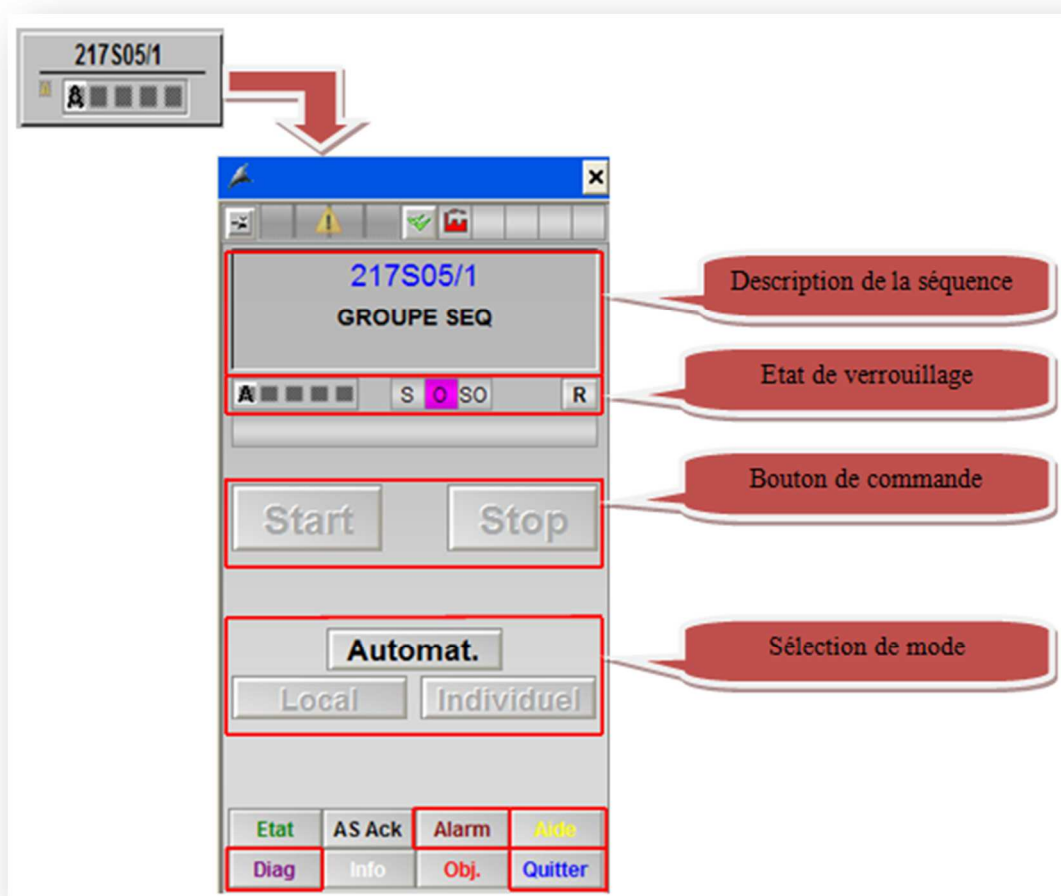 217S05/1
A
217S05/1
GROUPE SEQ
Description de la séquence
A S O SO R
Etat de verrouillage
Start Stop
Bouton de commande
Automat.
Local Individuel
Sélection de mode
Etat AS Ack Alarm Aide
Diag Info Obj. Quitter